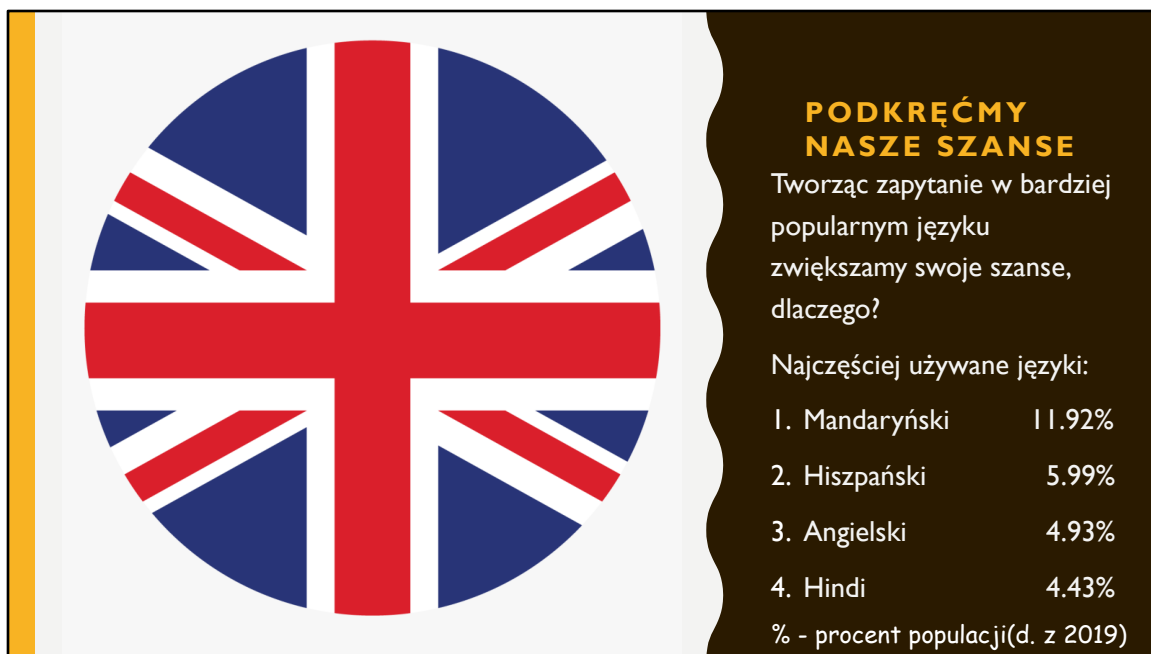 PODKRĘĆMY
NASZE SZANSE
Tworząc zapytanie w bardziej
popularnym języku
zwiększamy swoje szanse,
dlaczego?
Najczęściej używane języki:
1. Mandaryński 11.92%
2. Hiszpański 5.99%
3. Angielski 4.93%
4. Hindi 4.43%
% - procent populacji(d. z 2019)